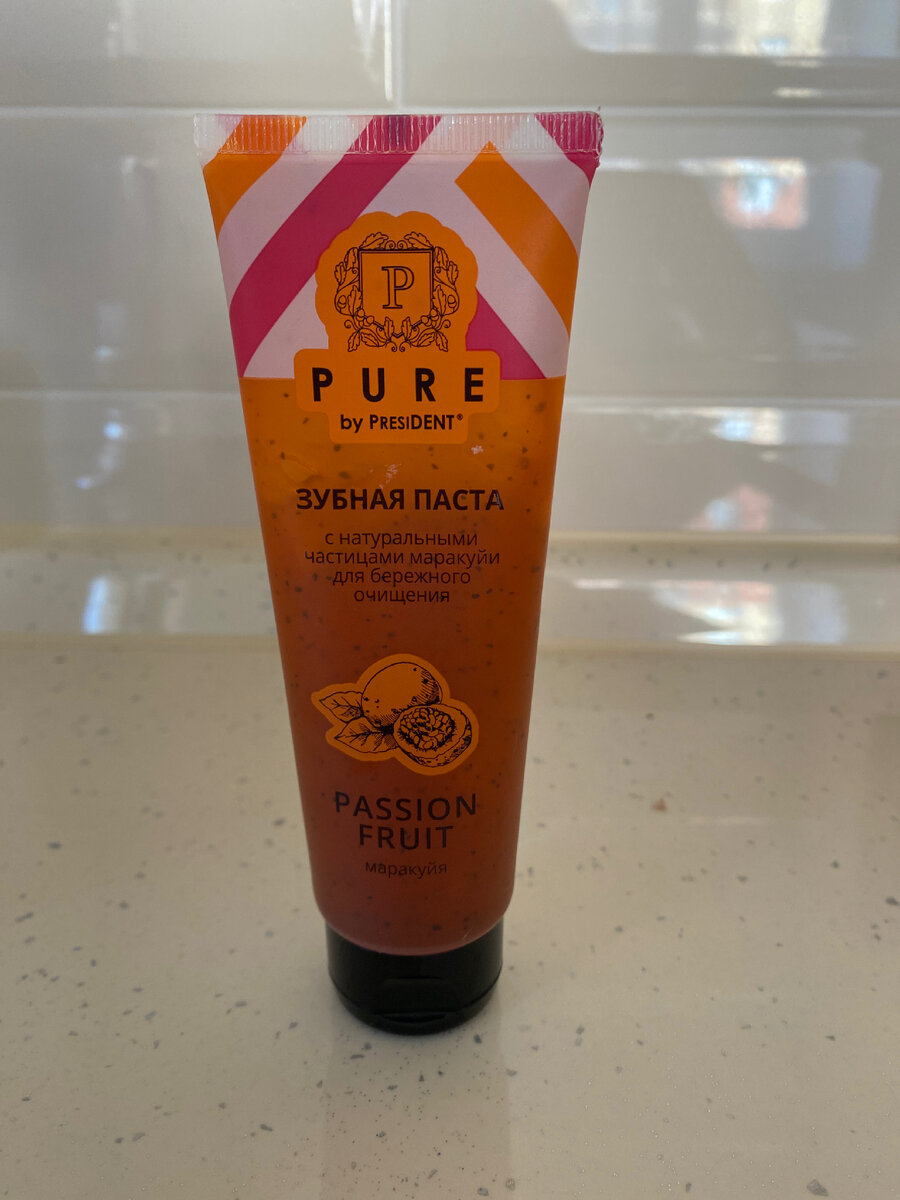 P
PURE
by PRESIDENT®
ЗУБНАЯ ПАСТА
с натуральными
частицами маракуйи
для бережного
очищения
PASSION
FRUIT
маракуйя